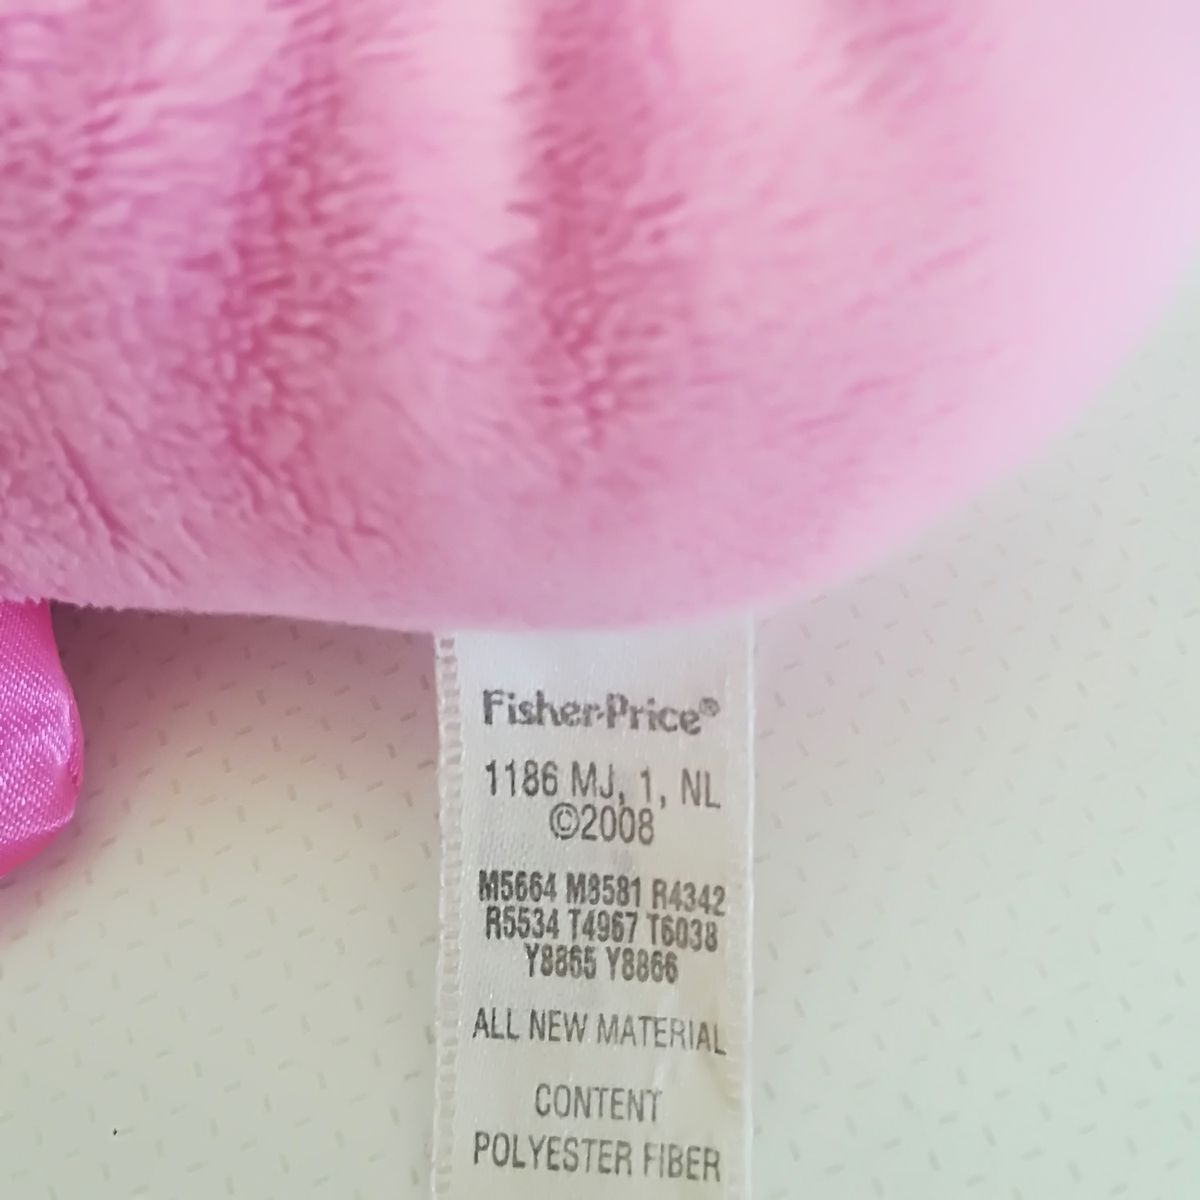 Fisher-Price®
1186 MJ, 1, NL
©2008
M5664 M8581 R4342
R5534 T4967 T6038
Y8865 Y8866
ALL NEW MATERIAL
CONTENT
POLYESTER FIBER